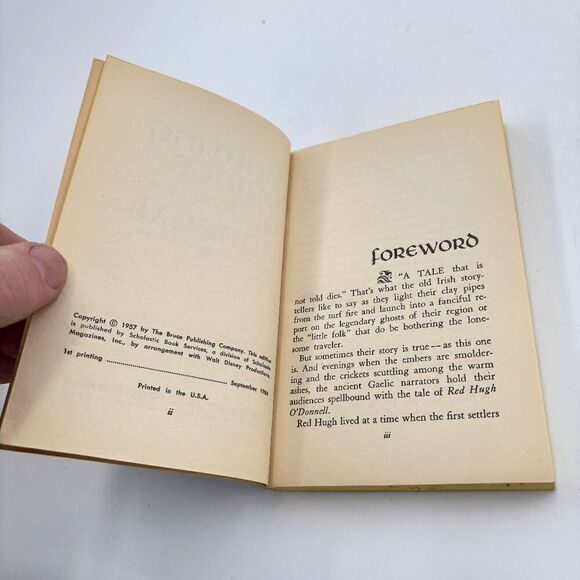 Copyright © 1957 by The Bruce Publishing Company. This edition
is published by Scholastic Book Services, a division of Scholastic
Magazines, Inc., by arrangement with Walt Disney Productions.
1st printing ........ September 1966
Printed in the U.S.A.
ii
FOREWORD
"A TALE that is
not told dies." That's what the old Irish story-
tellers like to say as they light their clay pipes
from the turf fire and launch into a fanciful re-
port on the legendary ghosts of their region or
the "little folk" that do be bothering the lone-
some traveler.
But sometimes their story is true — as this one
is. And evenings when the embers are smolder-
ing and the crickets scuttling among the warm
ashes, the ancient Gaelic narrators hold their
audiences spellbound with the tale of Red Hugh
O'Donnell.
Red Hugh lived at a time when the first settlers
iii